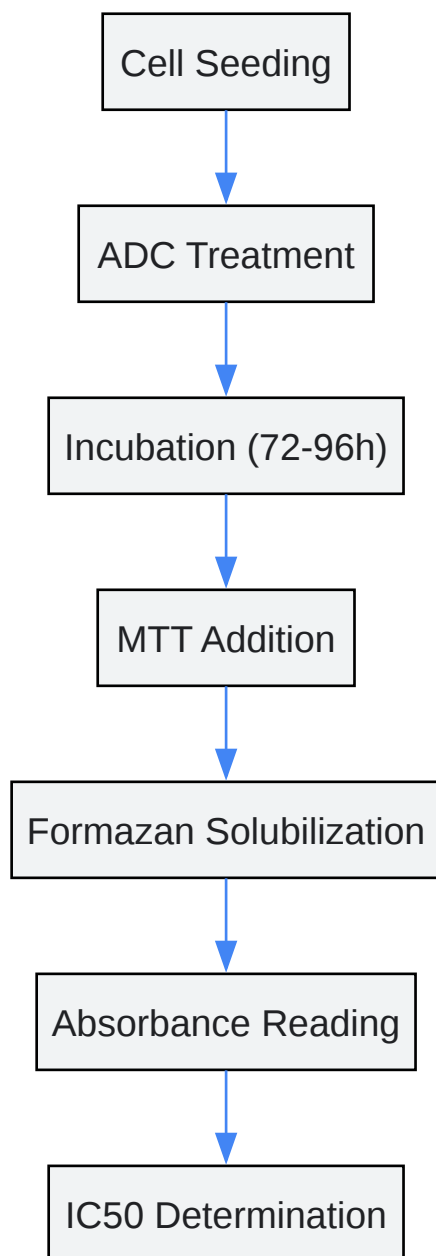 Cell Seeding
ADC Treatment
Incubation (72-96h)
MTT Addition
Formazan Solubilization
Absorbance Reading
IC50 Determination